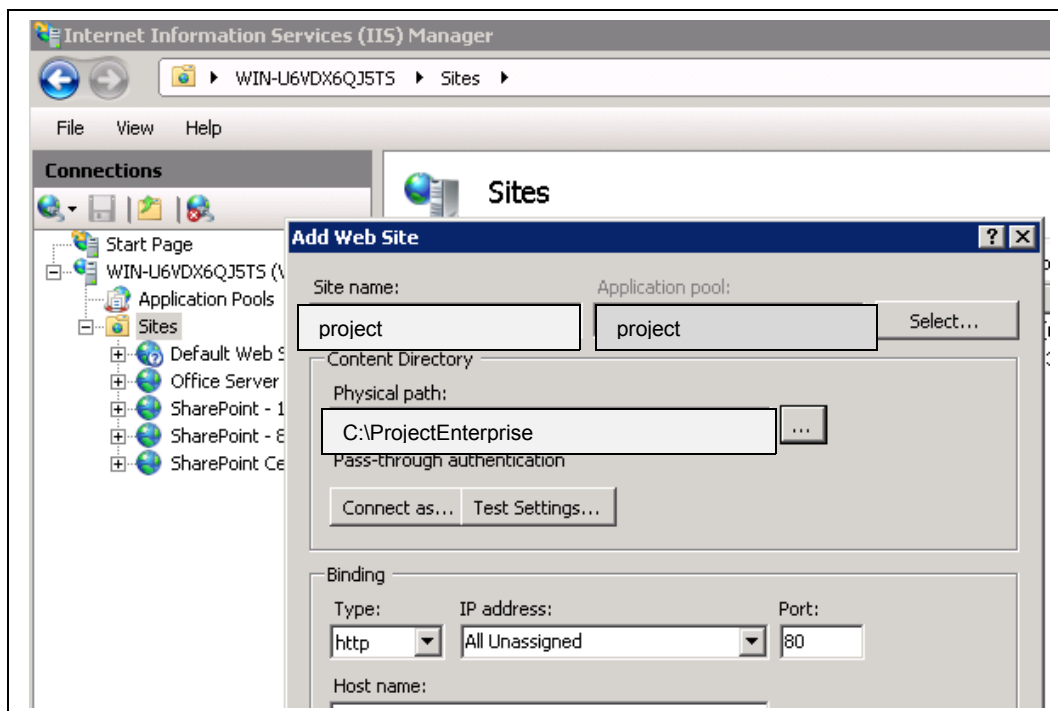 Internet Information Services (IIS) Manager
WIN-U6VDX6QJ5TS Sites
File View Help
Connections
Sites
Start Page
WIN-U6VDX6QJ5TS (
Application Pools
Sites
Default Web
Office Server
SharePoint - 1
SharePoint -
SharePoint Ce
Add Web Site
Site name: Application pool:
project project Select...
Content Directory
Physical path:
C:\ProjectEnterprise ...
Pass-through authentication
Connect as... Test Settings...
Binding
Type: IP address: Port:
http All Unassigned 80
Host name: